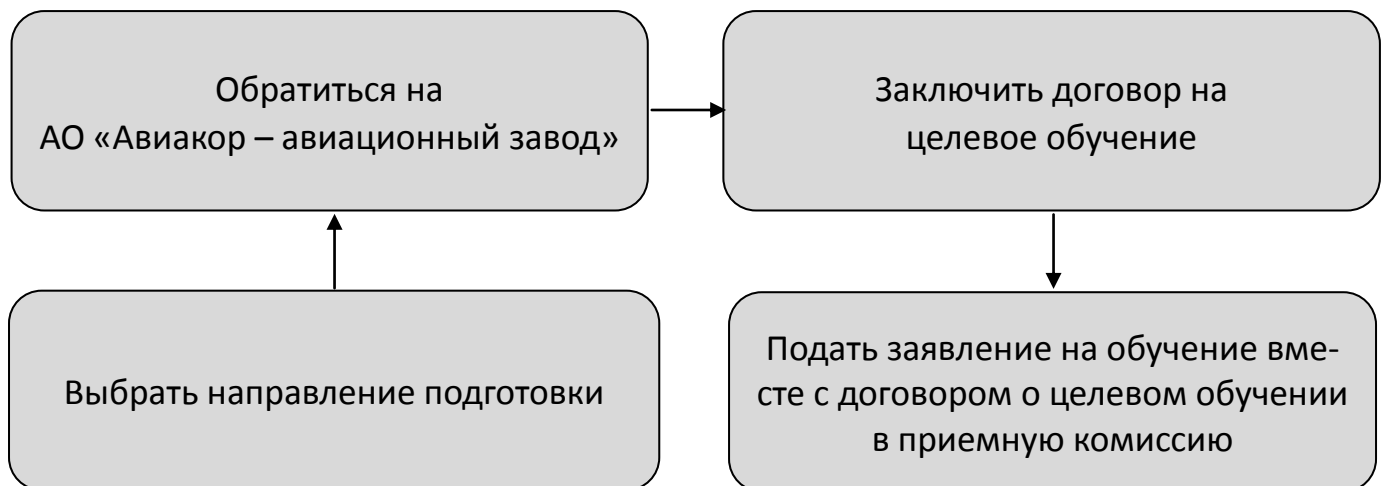 Обратиться на
АО «Авиакор – авиационный завод»
Заключить договор на
целевое обучение
Выбрать направление подготовки
Подать заявление на обучение вме-
сте с договором о целевом обучении
в приемную комиссию